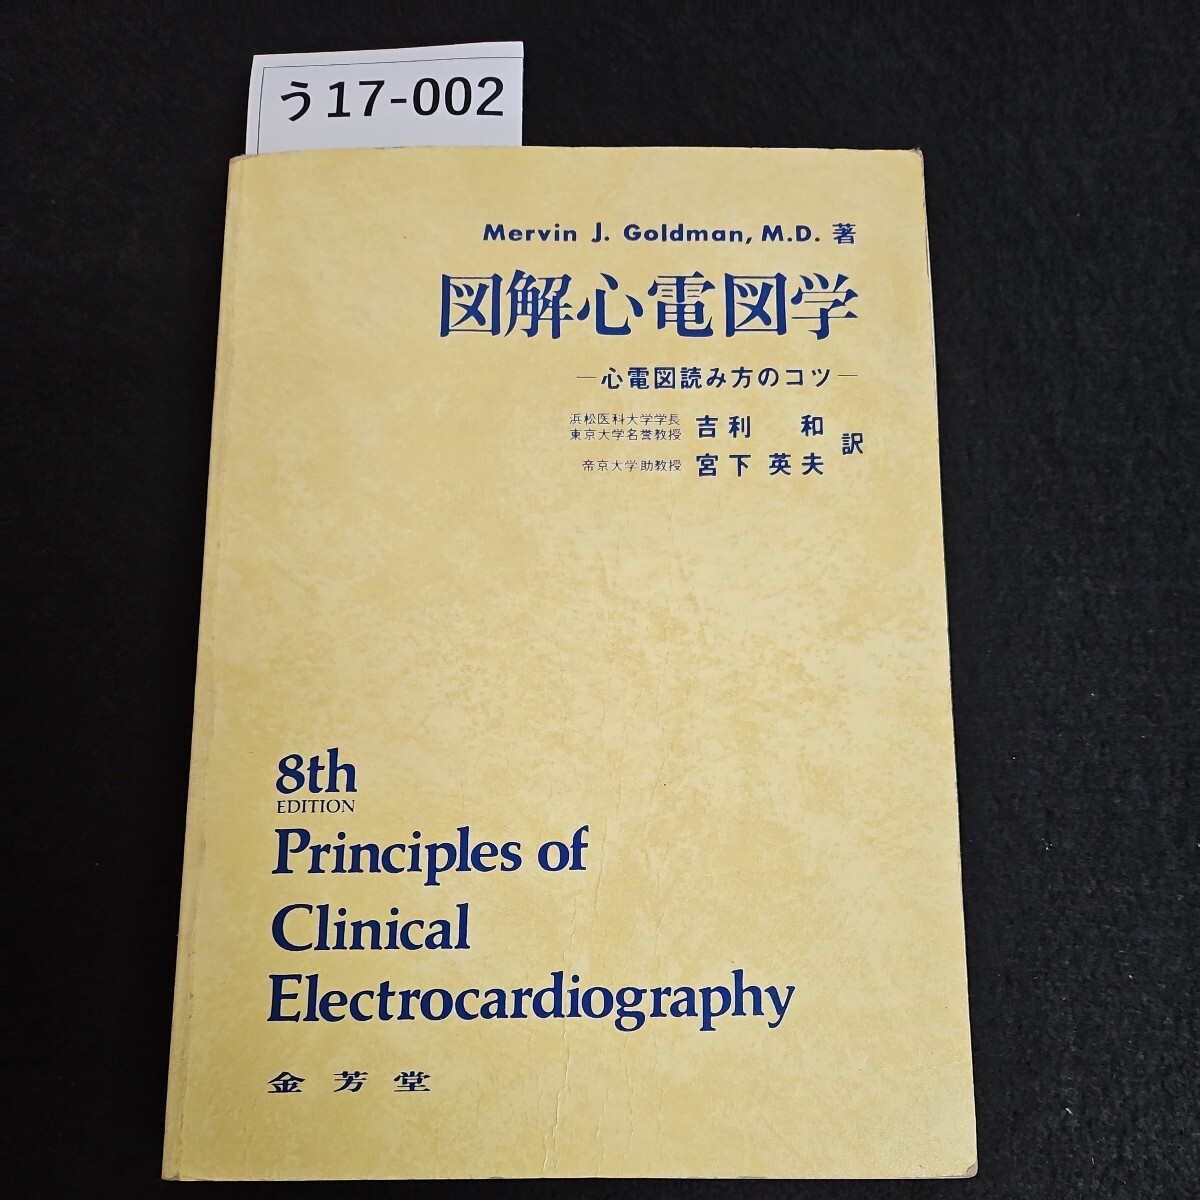 う17-002
Mervin J. Goldman, M.D. 著
図解心電図学
―心電図読み方のコツ―
浜松医科大学学長
東京大学名誉教授 吉利 和
帝京大学助教授 宮下 英夫 訳
8th
EDITION
Principles of
Clinical
Electrocardiography
金芳堂